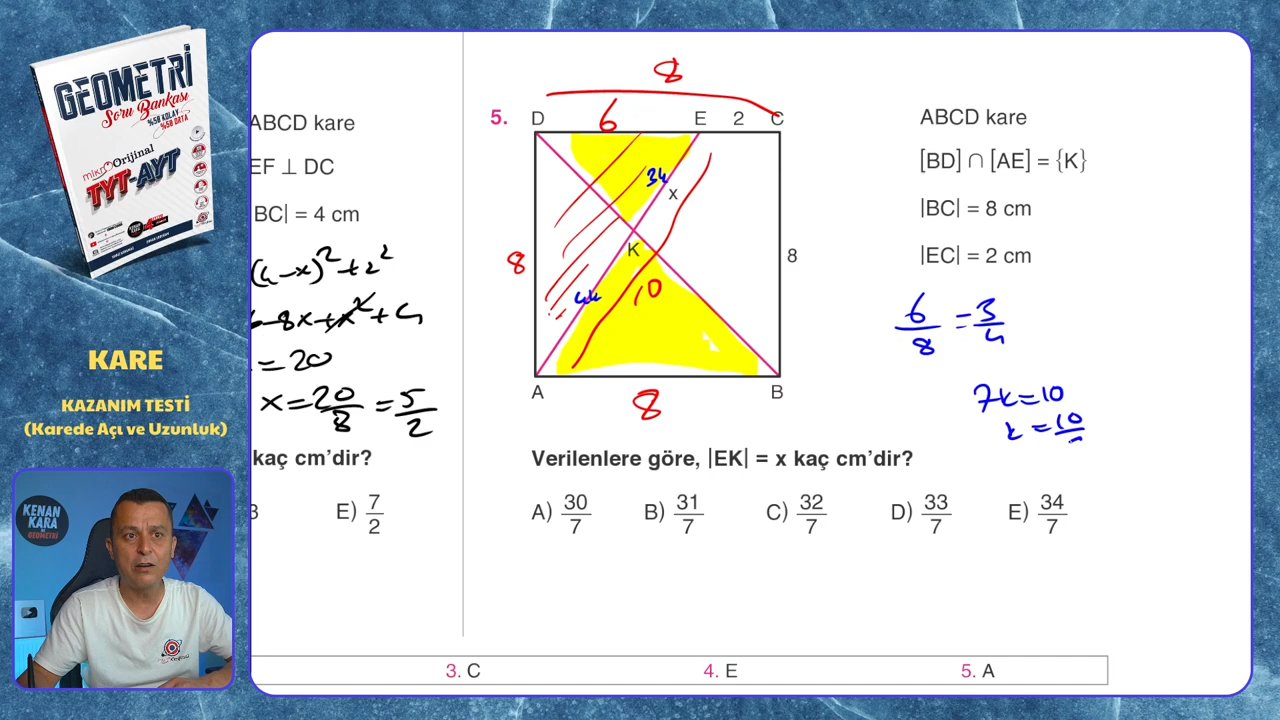 GEOMETRİ
Soru Bankası
%50 KOLAY
%50 ORTA
mikro Orijinal
TYT-AYT
KARE
KAZANIM TESTİ
(Karede Açı ve Uzunluk)
KENAN
KARA
GEOMETRİ
ABCD kare
EF ⊥ DC
BC| = 4 cm
(4-x)²+2²
-8x+x²+4
= 20
x = 20/8 = 5/2
kaç cm'dir?
E) 7/2
5.
8
D 6 E 2 C
3k
x
K
8
8
4k
10
A B
8
ABCD kare
[BD] ∩ [AE] = {K}
|BC| = 8 cm
|EC| = 2 cm
6/8 = 3/4
7k=10
k = 10
Verilenlere göre, |EK| = x kaç cm'dir?
A) 30/7 B) 31/7 C) 32/7 D) 33/7 E) 34/7
3. C 4. E 5. A